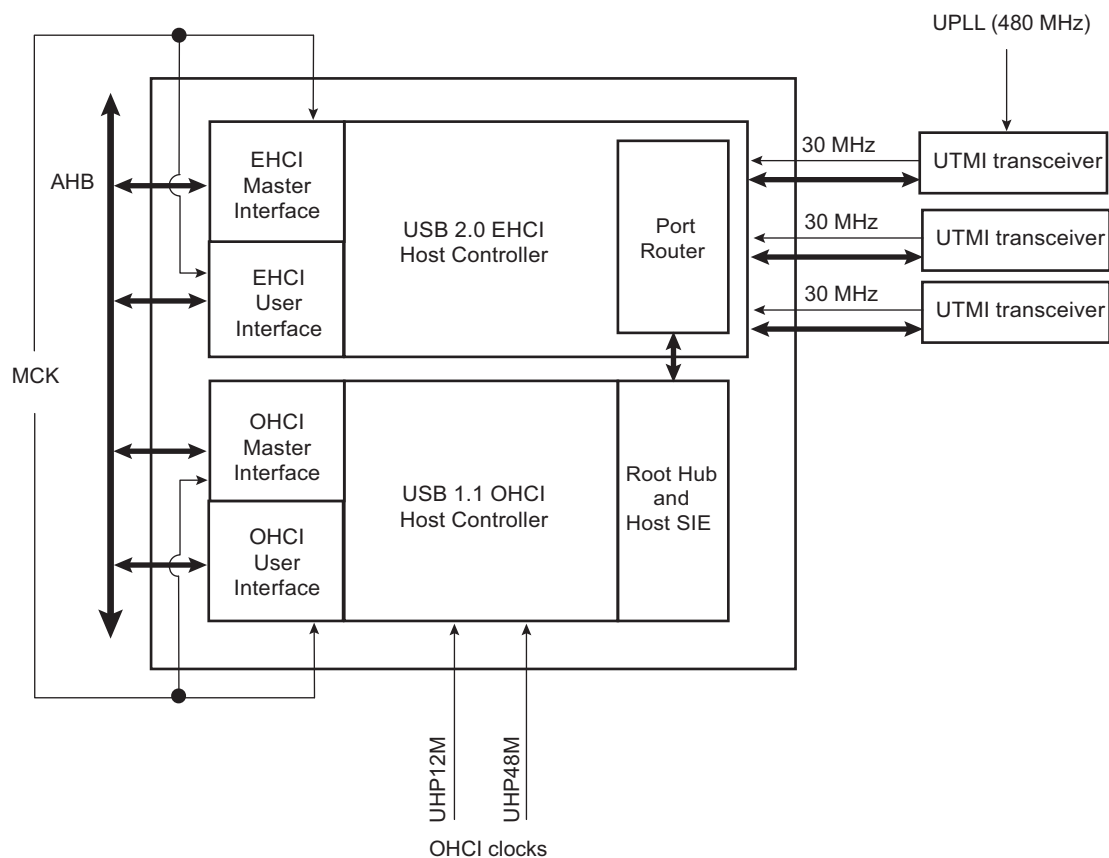 UPLL (480 MHz)
AHB
MCK
EHCI
Master
Interface
EHCI
User
Interface
USB 2.0 EHCI
Host Controller
Port
Router
30 MHz
UTMI transceiver
30 MHz
UTMI transceiver
30 MHz
UTMI transceiver
OHCI
Master
Interface
OHCI
User
Interface
USB 1.1 OHCI
Host Controller
Root Hub
and
Host SIE
UHP12M
UHP48M
OHCI clocks